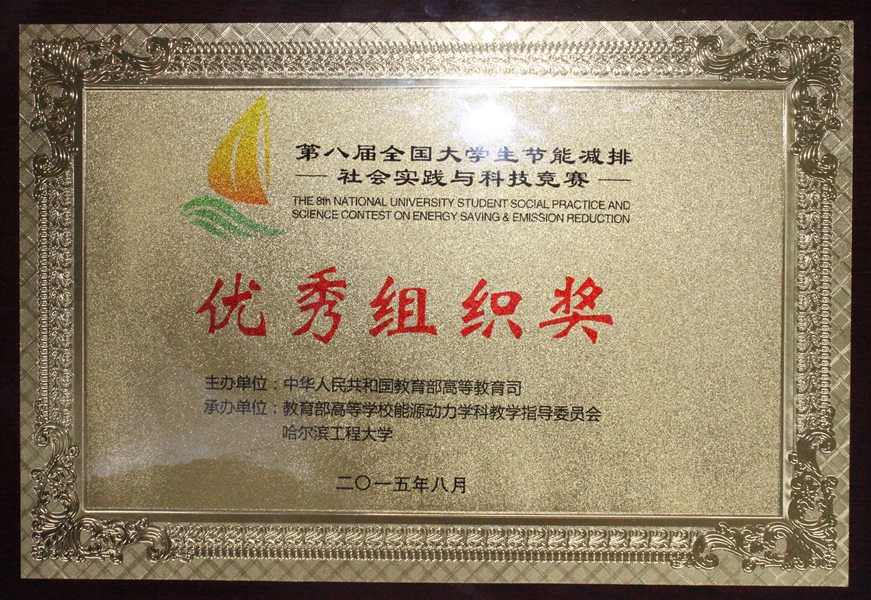 第八届全国大学生节能减排
社会实践与科技竞赛
THE 8th NATIONAL UNIVERSITY STUDENT SOCIAL PRACTICE AND
SCIENCE CONTEST ON ENERGY SAVING & EMISSION REDUCTION
优秀组织奖
主办单位：中华人民共和国教育部高等教育司
承办单位：教育部高等学校能源动力学科教学指导委员会
哈尔滨工程大学
二〇一五年八月